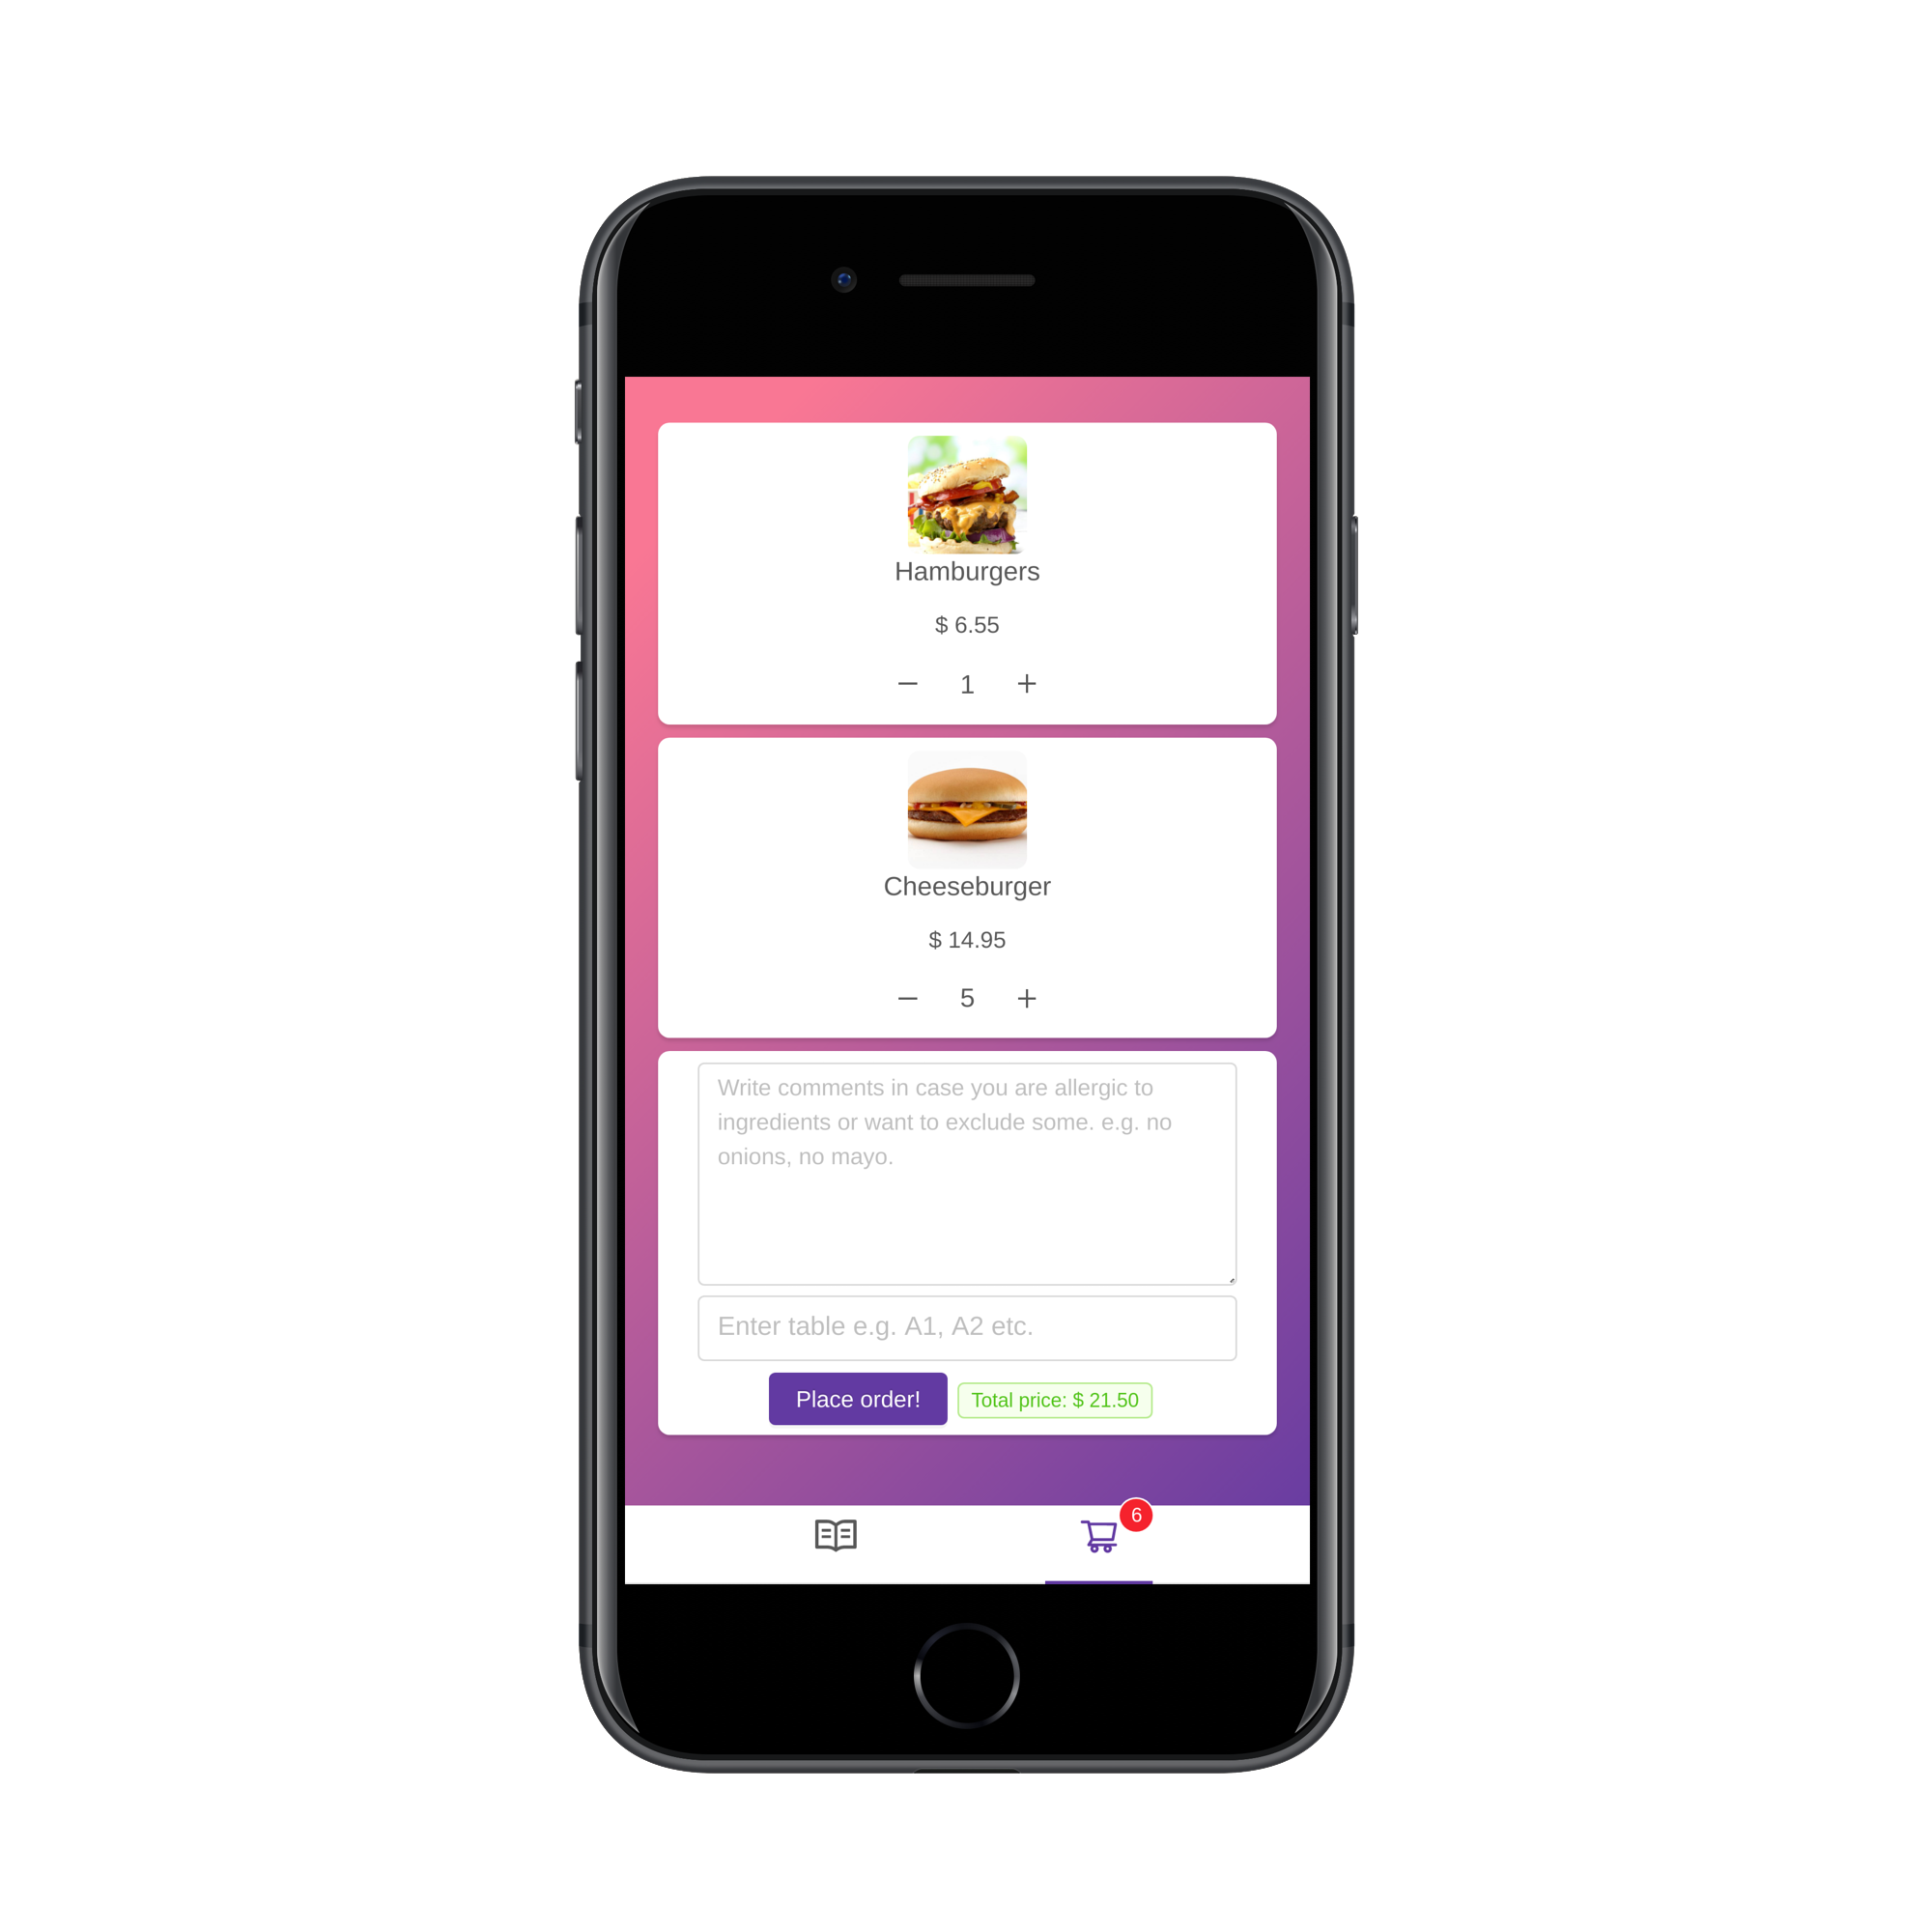 Hamburgers
$ 6.55
1
Cheeseburger
$ 14.95
5
Write comments in case you are allergic to
ingredients or want to exclude some. e.g. no
onions, no mayo.
Enter table e.g. A1, A2 etc.
Place order! Total price: $ 21.50
6